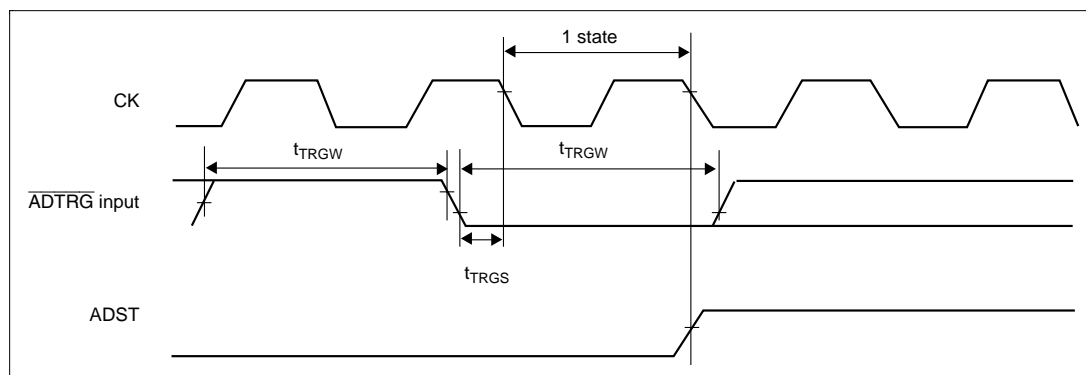 1 state
CK
tTRGW
tTRGW
ADTRG input
tTRGS
ADST